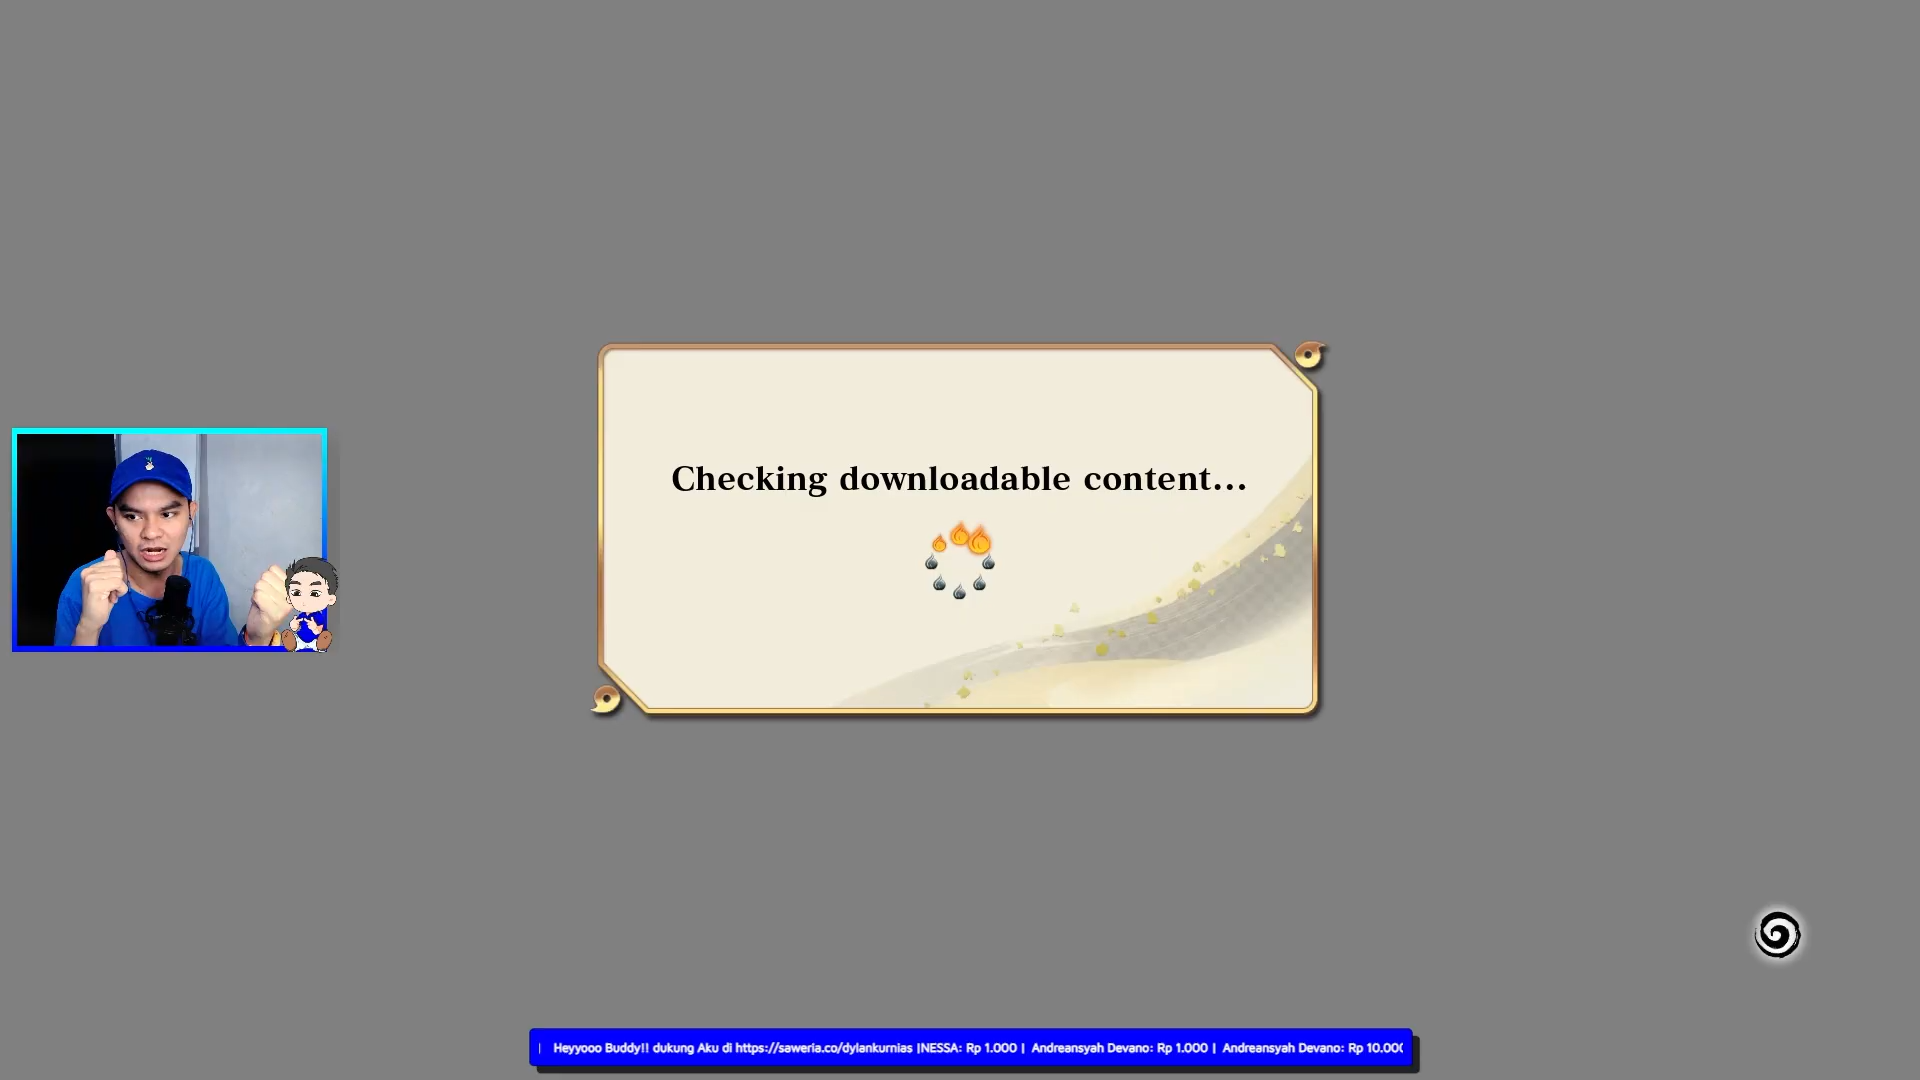 Checking downloadable content...
| Heyyooo Buddy!! dukung Aku di https://saweria.co/dylankurnias |NESSA: Rp 1.000 | Andreansyah Devano: Rp 1.000 | Andreansyah Devano: Rp 10.000